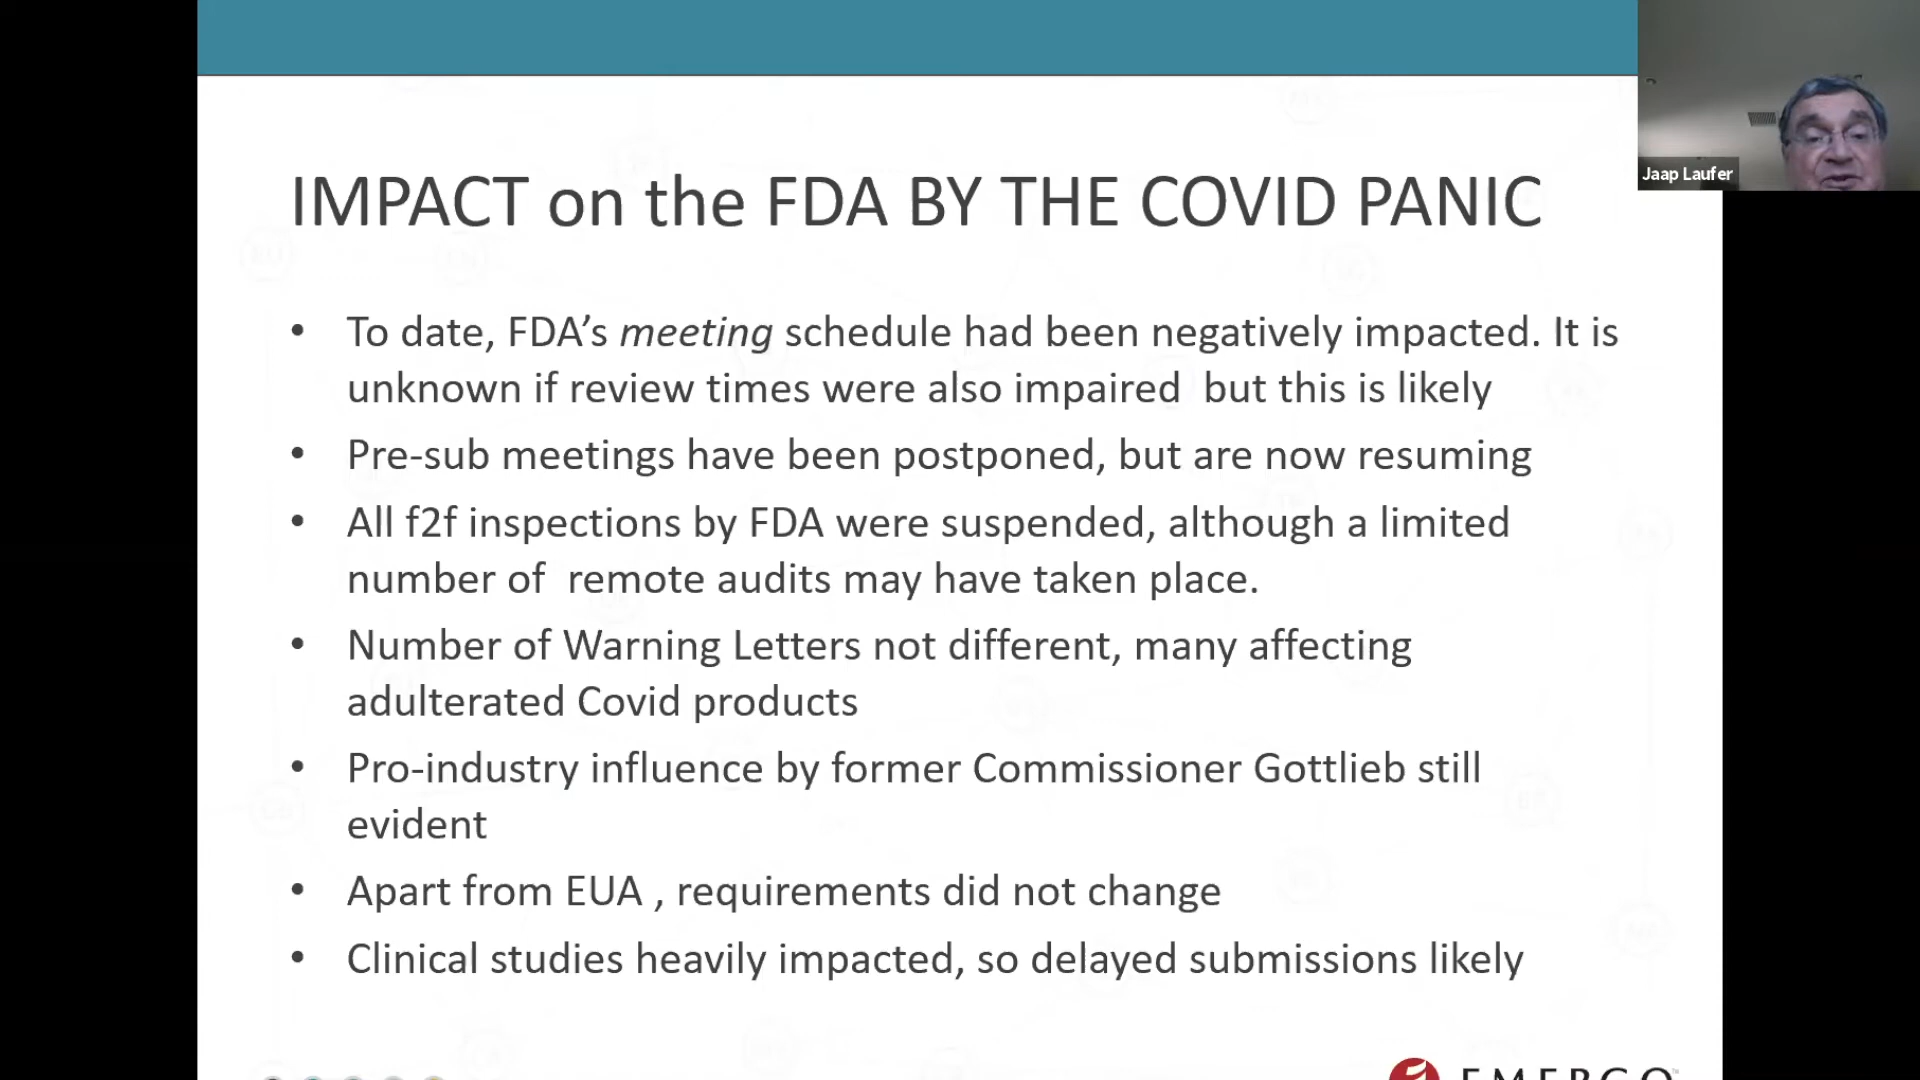 Jaap Laufer
IMPACT on the FDA BY THE COVID PANIC
• To date, FDA’s meeting schedule had been negatively impacted. It is
unknown if review times were also impaired but this is likely
• Pre-sub meetings have been postponed, but are now resuming
• All f2f inspections by FDA were suspended, although a limited
number of remote audits may have taken place.
• Number of Warning Letters not different, many affecting
adulterated Covid products
• Pro-industry influence by former Commissioner Gottlieb still
evident
• Apart from EUA , requirements did not change
• Clinical studies heavily impacted, so delayed submissions likely
EMERGO